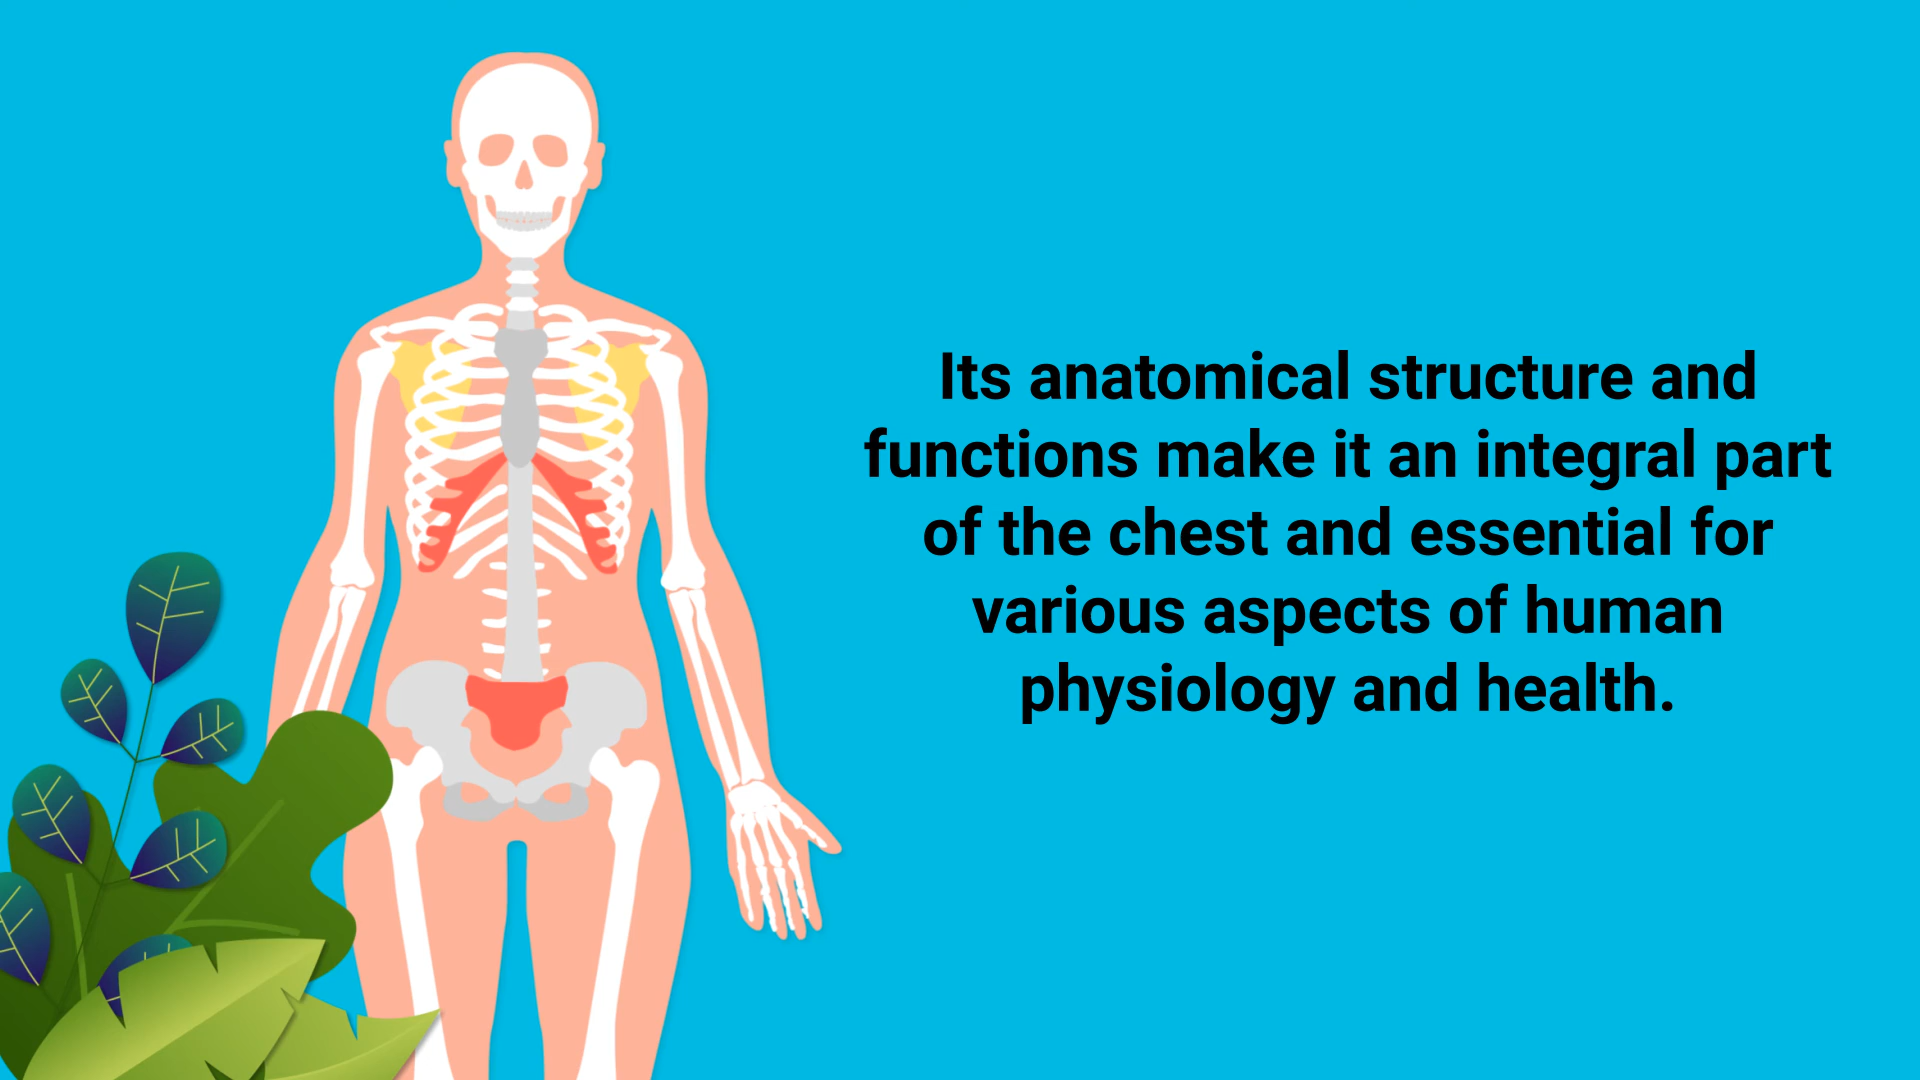 Its anatomical structure and
functions make it an integral part
of the chest and essential for
various aspects of human
physiology and health.